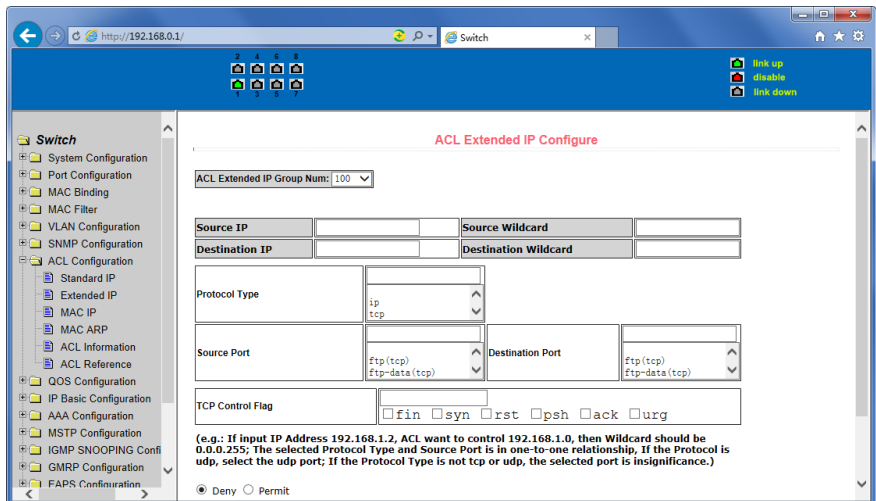 http://192.168.0.1/
Switch
2 4 6 8
1 3 5 7
link up
disable
link down
Switch
System Configuration
Port Configuration
MAC Binding
MAC Filter
VLAN Configuration
SNMP Configuration
ACL Configuration
Standard IP
Extended IP
MAC IP
MAC ARP
ACL Information
ACL Reference
QOS Configuration
IP Basic Configuration
AAA Configuration
MSTP Configuration
IGMP SNOOPING Confi
GMRP Configuration
EAPS Configuration
ACL Extended IP Configure
ACL Extended IP Group Num: 100
Source IP Source Wildcard
Destination IP Destination Wildcard
Protocol Type
ip
tcp
Source Port
ftp(tcp)
ftp-data(tcp)
Destination Port
ftp(tcp)
ftp-data(tcp)
TCP Control Flag
fin syn rst psh ack urg
(e.g.: If input IP Address 192.168.1.2, ACL want to control 192.168.1.0, then Wildcard should be
0.0.0.255; The selected Protocol Type and Source Port is in one-to-one relationship, If the Protocol is
udp, select the udp port; If the Protocol Type is not tcp or udp, the selected port is insignificance.)
Deny Permit